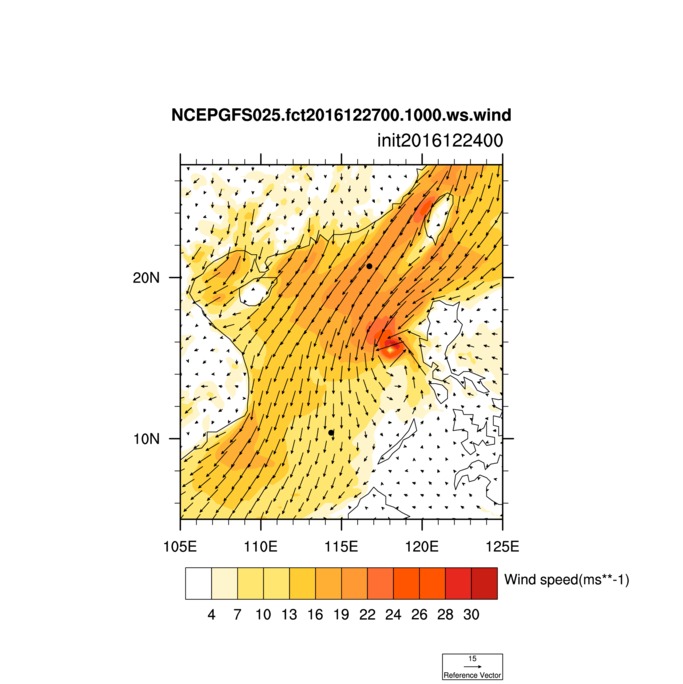 NCEPGFS025.fct2016122700.1000.ws.wind
init2016122400
20N
10N
105E 110E 115E 120E 125E
Wind speed(ms**-1)
4 7 10 13 16 19 22 24 26 28 30
15
Reference Vector